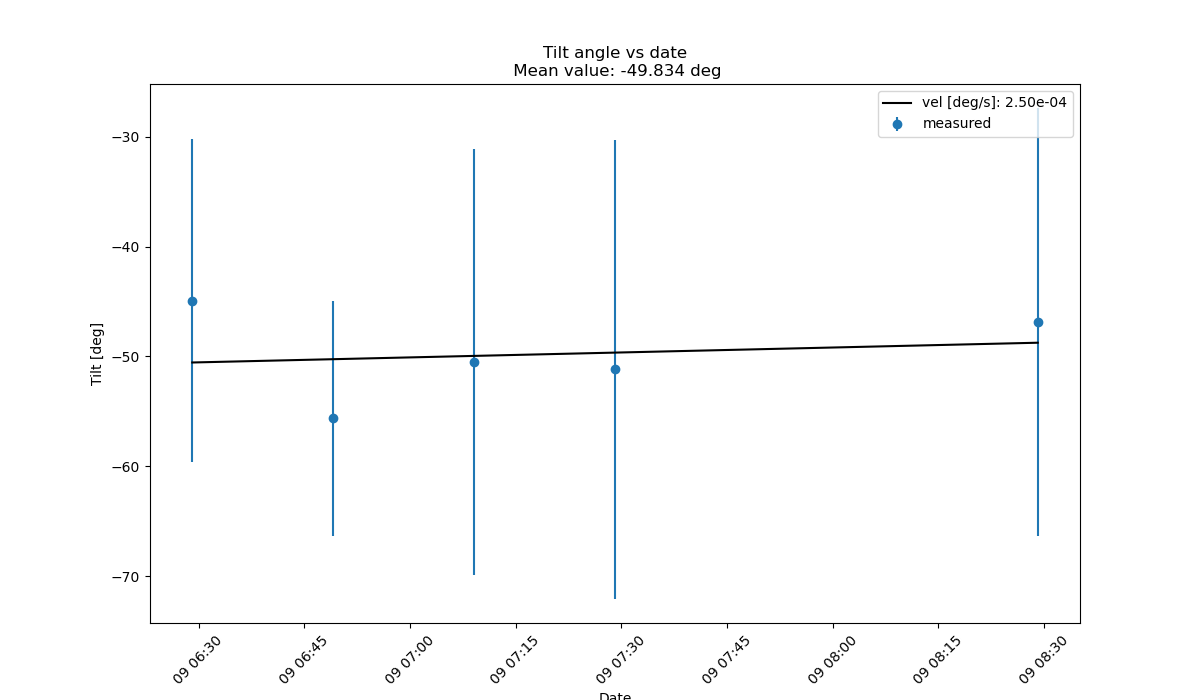 Tilt angle vs date
Mean value: -49.834 deg
vel [deg/s]: 2.50e-04
measured
Tilt [deg]
−30
−40
−50
−60
−70
09 06:30
09 06:45
09 07:00
09 07:15
09 07:30
09 07:45
09 08:00
09 08:15
09 08:30
Date